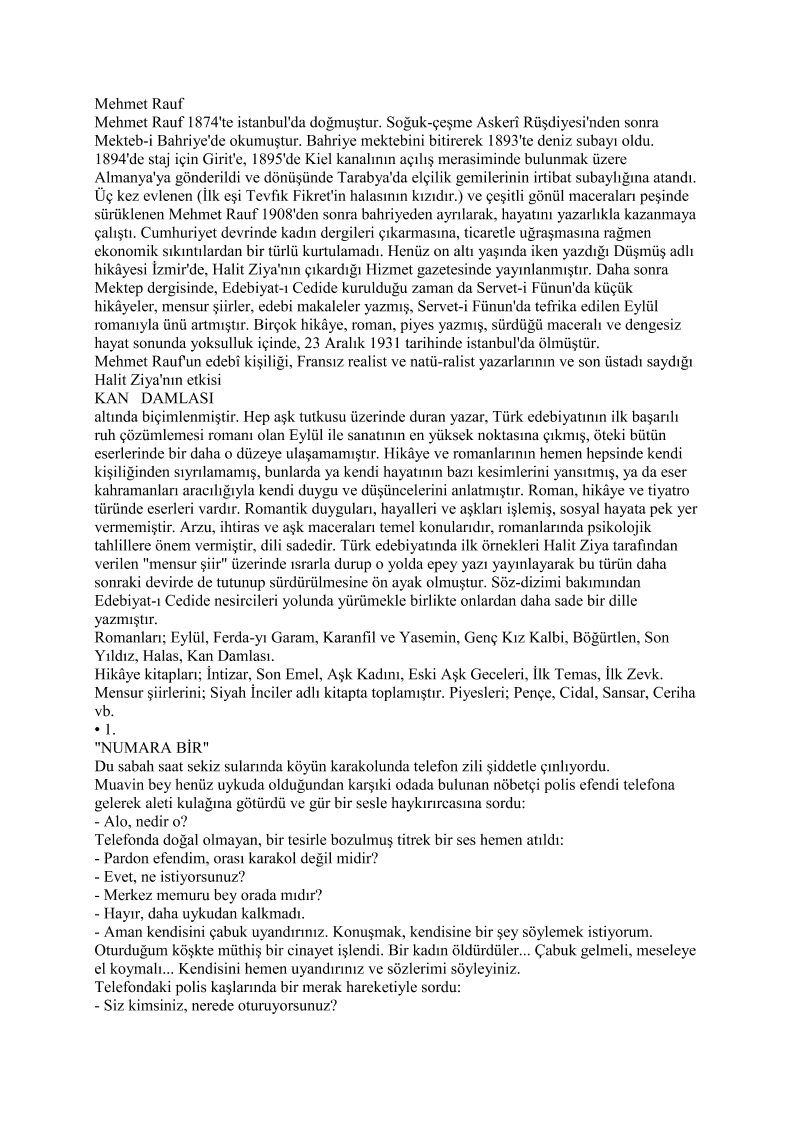 Mehmet Rauf
Mehmet Rauf 1874'te istanbul'da doğmuştur. Soğuk-çeşme Askerî Rüşdiyesi'nden sonra
Mekteb-i Bahriye'de okumuştur. Bahriye mektebini bitirerek 1893'te deniz subayı oldu.
1894'de staj için Girit'e, 1895'de Kiel kanalının açılış merasiminde bulunmak üzere
Almanya'ya gönderildi ve dönüşünde Tarabya'da elçilik gemilerinin irtibat subaylığına atandı.
Üç kez evlenen (İlk eşi Tevfık Fikret'in halasının kızıdır.) ve çeşitli gönül maceraları peşinde
sürüklenen Mehmet Rauf 1908'den sonra bahriyeden ayrılarak, hayatını yazarlıkla kazanmaya
çalıştı. Cumhuriyet devrinde kadın dergileri çıkarmasına, ticaretle uğraşmasına rağmen
ekonomik sıkıntılardan bir türlü kurtulamadı. Henüz on altı yaşında iken yazdığı Düşmüş adlı
hikâyesi İzmir'de, Halit Ziya'nın çıkardığı Hizmet gazetesinde yayınlanmıştır. Daha sonra
Mektep dergisinde, Edebiyat-ı Cedide kurulduğu zaman da Servet-i Fünun'da küçük
hikâyeler, mensur şiirler, edebi makaleler yazmış, Servet-i Fünun'da tefrika edilen Eylül
romanıyla ünü artmıştır. Birçok hikâye, roman, piyes yazmış, sürdüğü maceralı ve dengesiz
hayat sonunda yoksulluk içinde, 23 Aralık 1931 tarihinde istanbul'da ölmüştür.
Mehmet Rauf'un edebî kişiliği, Fransız realist ve natü-ralist yazarlarının ve son üstadı saydığı
Halit Ziya'nın etkisi
KAN DAMLASI
altında biçimlenmiştir. Hep aşk tutkusu üzerinde duran yazar, Türk edebiyatının ilk başarılı
ruh çözümlemesi romanı olan Eylül ile sanatının en yüksek noktasına çıkmış, öteki bütün
eserlerinde bir daha o düzeye ulaşamamıştır. Hikâye ve romanlarının hemen hepsinde kendi
kişiliğinden sıyrılamamış, bunlarda ya kendi hayatının bazı kesimlerini yansıtmış, ya da eser
kahramanları aracılığıyla kendi duygu ve düşüncelerini anlatmıştır. Roman, hikâye ve tiyatro
türünde eserleri vardır. Romantik duyguları, hayalleri ve aşkları işlemiş, sosyal hayata pek yer
vermemiştir. Arzu, ihtiras ve aşk maceraları temel konularıdır, romanlarında psikolojik
tahlillere önem vermiştir, dili sadedir. Türk edebiyatında ilk örnekleri Halit Ziya tarafından
verilen "mensur şiir" üzerinde ısrarla durup o yolda epey yazı yayınlayarak bu türün daha
sonraki devirde de tutunup sürdürülmesine ön ayak olmuştur. Söz-dizimi bakımından
Edebiyat-ı Cedide nesircileri yolunda yürümekle birlikte onlardan daha sade bir dille
yazmıştır.
Romanları; Eylül, Ferda-yı Garam, Karanfil ve Yasemin, Genç Kız Kalbi, Böğürtlen, Son
Yıldız, Halas, Kan Damlası.
Hikâye kitapları; İntizar, Son Emel, Aşk Kadını, Eski Aşk Geceleri, İlk Temas, İlk Zevk.
Mensur şiirlerini; Siyah İnciler adlı kitapta toplamıştır. Piyesleri; Pençe, Cidal, Sansar, Ceriha
vb.
• 1.
"NUMARA BİR"
Du sabah saat sekiz sularında köyün karakolunda telefon zili şiddetle çınlıyordu.
Muavin bey henüz uykuda olduğundan karşıki odada bulunan nöbetçi polis efendi telefona
gelerek aleti kulağına götürdü ve gür bir sesle haykırırcasına sordu:
- Alo, nedir o?
Telefonda doğal olmayan, bir tesirle bozulmuş titrek bir ses hemen atıldı:
- Pardon efendim, orası karakol değil midir?
- Evet, ne istiyorsunuz?
- Merkez memuru bey orada mıdır?
- Hayır, daha uykudan kalkmadı.
- Aman kendisini çabuk uyandırınız. Konuşmak, kendisine bir şey söylemek istiyorum.
Oturduğum köşkte müthiş bir cinayet işlendi. Bir kadın öldürdüler... Çabuk gelmeli, meseleye
el koymalı... Kendisini hemen uyandırınız ve sözlerimi söyleyiniz.
Telefondaki polis kaşlarında bir merak hareketiyle sordu:
- Siz kimsiniz, nerede oturuyorsunuz?